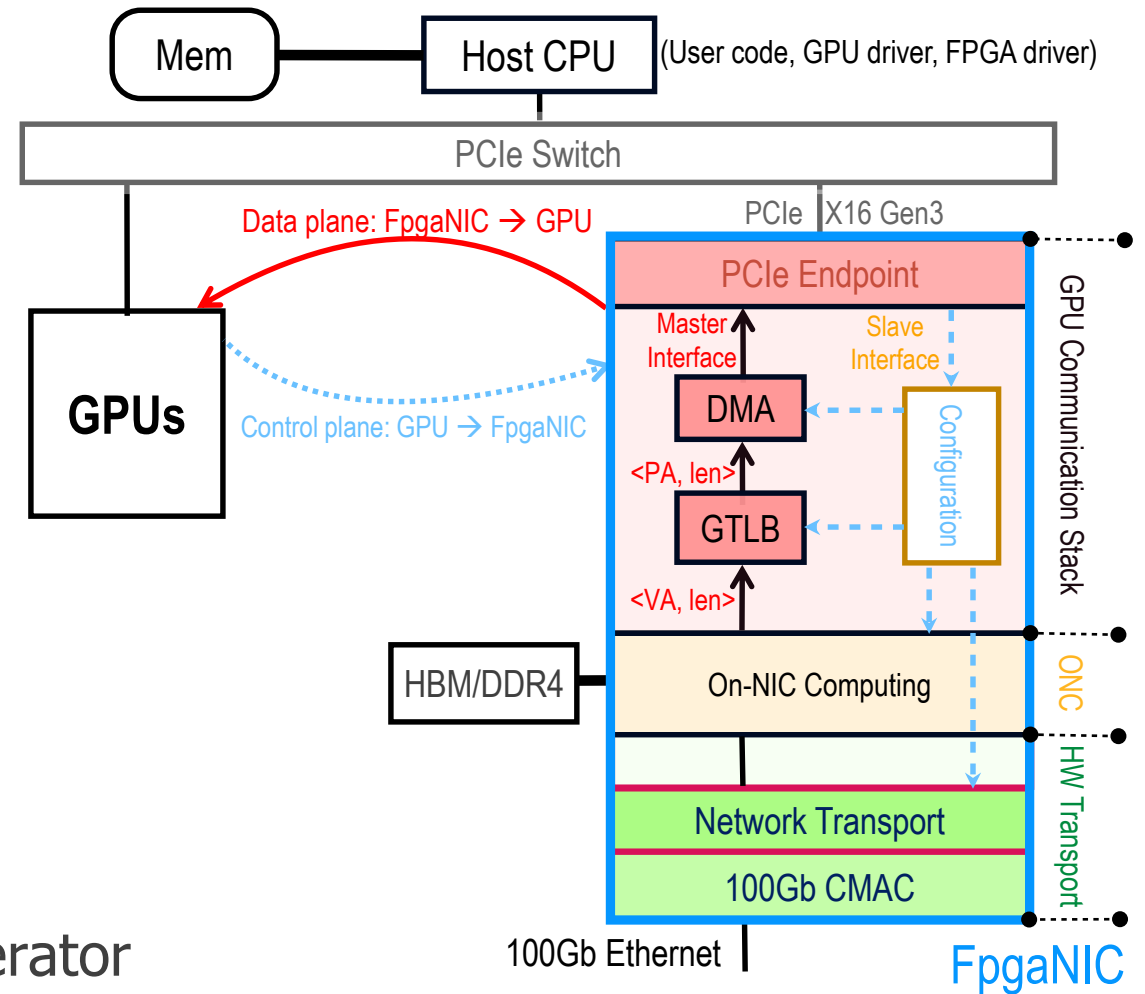 Mem
Host CPU
(User code, GPU driver, FPGA driver)
PCIe Switch
PCIe X16 Gen3
Data plane: FpgaNIC → GPU
PCIe Endpoint
Master
Interface
Slave
Interface
GPUs
DMA
Configuration
Control plane: GPU → FpgaNIC
<PA, len>
GTLB
<VA, len>
GPU Communication Stack
HBM/DDR4
On-NIC Computing
ONC
Network Transport
HW Transport
100Gb CMAC
erator
100Gb Ethernet
FpgaNIC